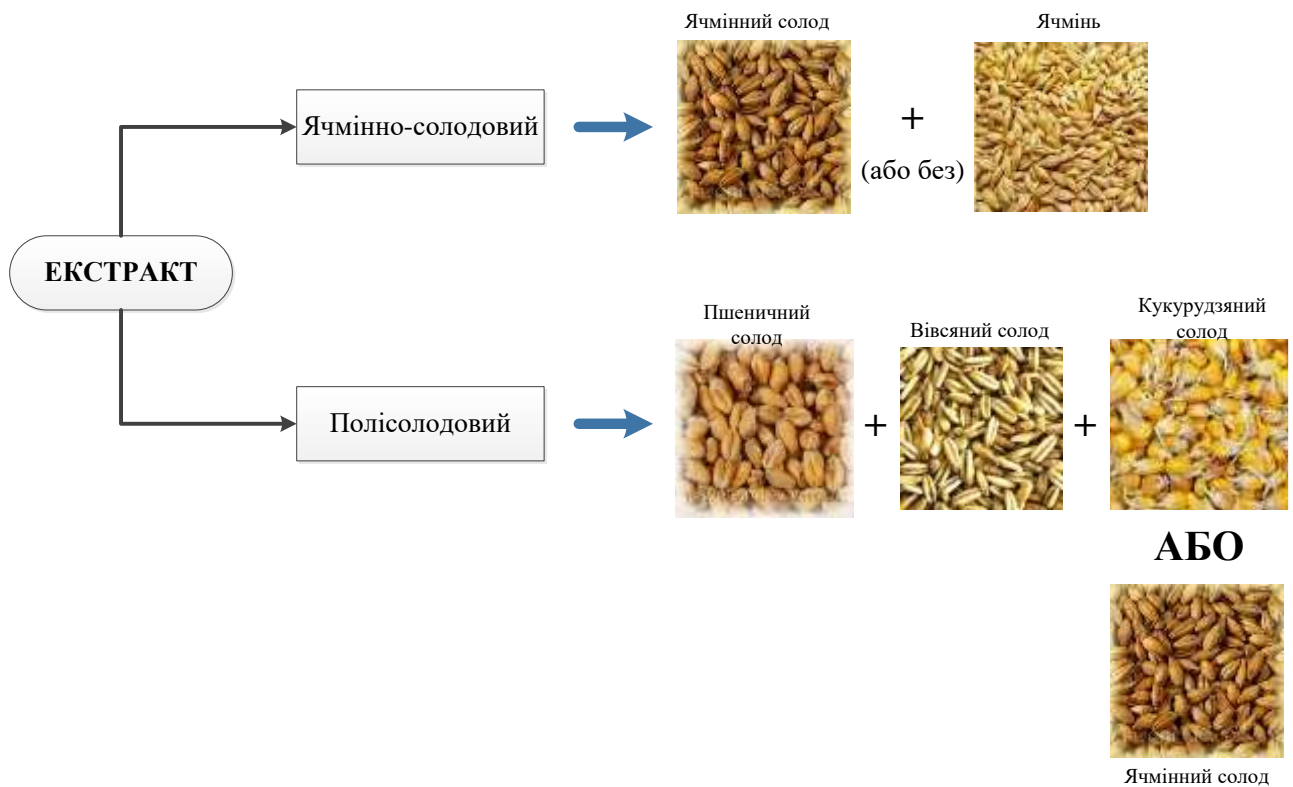 Ячмінний солод
Ячмінь
Ячмінно-солодовий
+
(або без)
ЕКСТРАКТ
Пшеничний
солод
Вівсяний солод
Кукурудзяний
солод
Полісолодовий
+
+
АБО
Ячмінний солод